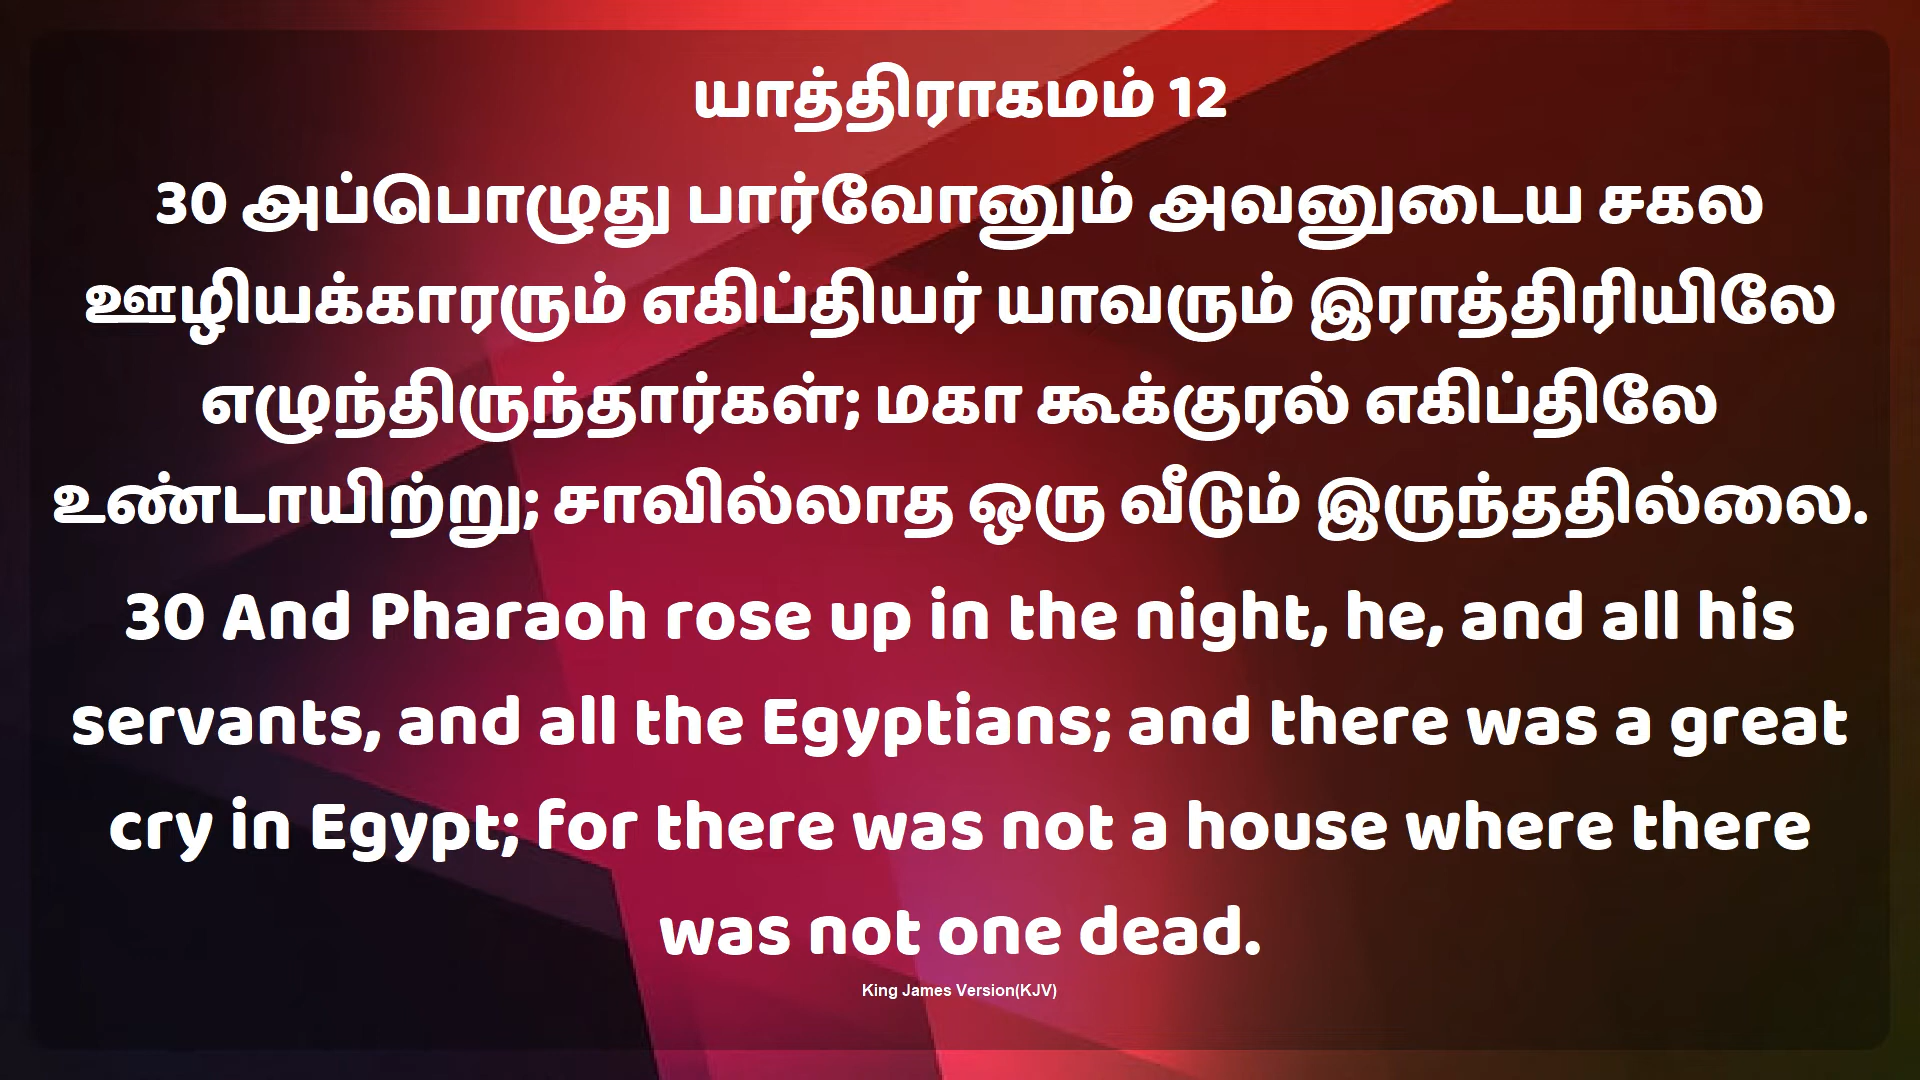 யாத்திராகமம் 12
30 அப்பொழுது பார்வோனும் அவனுடைய சகல
ஊழியக்காரரும் எகிப்தியர் யாவரும் இராத்திரியிலே
எழுந்திருந்தார்கள்; மகா கூக்குரல் எகிப்திலே
உண்டாயிற்று; சாவில்லாத ஒரு வீடும் இருந்ததில்லை.
30 And Pharaoh rose up in the night, he, and all his
servants, and all the Egyptians; and there was a great
cry in Egypt; for there was not a house where there
was not one dead.
King James Version(KJV)